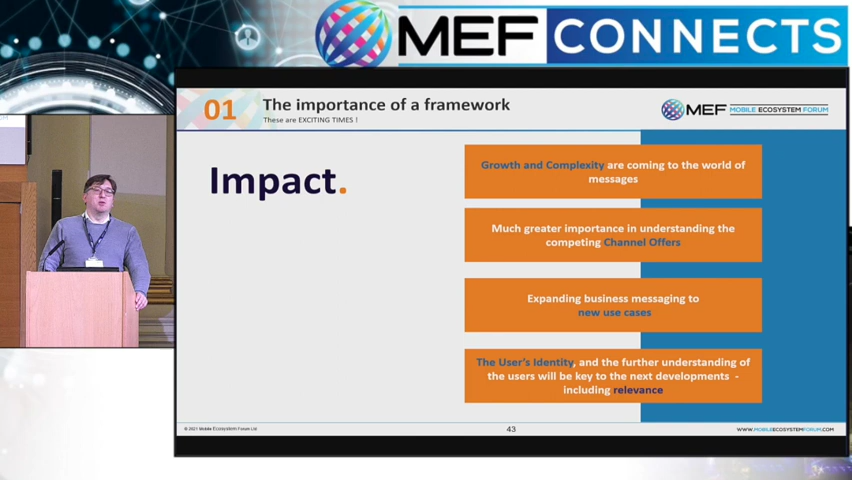 MEF CONNECTS
01
The importance of a framework
These are EXCITING TIMES !
MEF MOBILE ECOSYSTEM FORUM
Impact.
Growth and Complexity are coming to the world of
messages
Much greater importance in understanding the
competing Channel Offers
Expanding business messaging to
new use cases
The User's Identity, and the further understanding of
the users will be key to the next developments -
including relevance
© 2021 Mobile Ecosystem Forum Ltd
43
WWW.MOBILEECOSYSTEMFORUM.COM